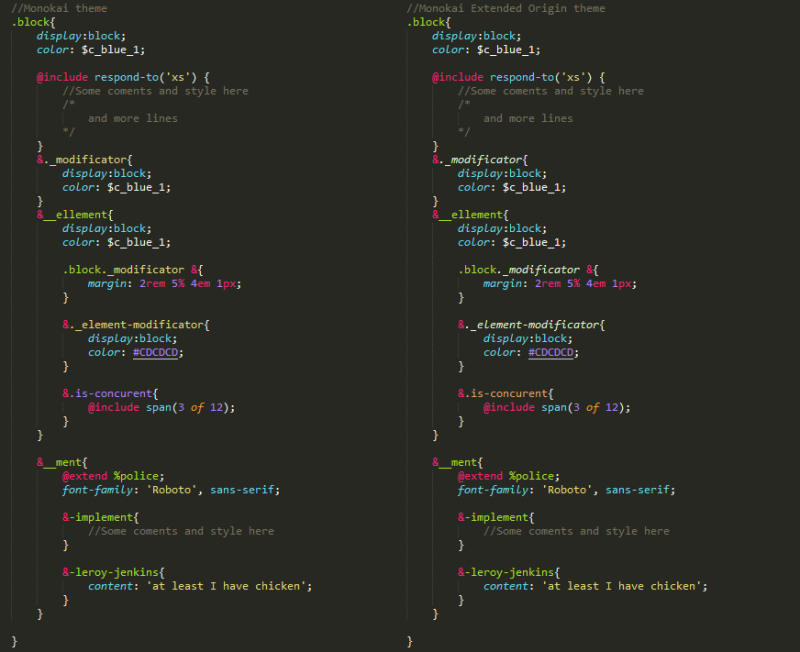 //Monokai theme
.block{
display:block;
color: $c_blue_1;
@include respond-to('xs') {
//Some coments and style here
/*
and more lines
*/
}
&._modificator{
display:block;
color: $c_blue_1;
}
&__ellement{
display:block;
color: $c_blue_1;
.block._modificator &{
margin: 2rem 5% 4em 1px;
}
&._element-modificator{
display:block;
color: #CDCDCD;
}
&.is-concurent{
@include span(3 of 12);
}
}
&__ment{
@extend %police;
font-family: 'Roboto', sans-serif;
&-implement{
//Some coments and style here
}
&-leroy-jenkins{
content: 'at least I have chicken';
}
}
}
//Monokai Extended Origin theme
.block{
display:block;
color: $c_blue_1;
@include respond-to('xs') {
//Some coments and style here
/*
and more lines
*/
}
&._modificator{
display:block;
color: $c_blue_1;
}
&__ellement{
display:block;
color: $c_blue_1;
.block._modificator &{
margin: 2rem 5% 4em 1px;
}
&._element-modificator{
display:block;
color: #CDCDCD;
}
&.is-concurent{
@include span(3 of 12);
}
}
&__ment{
@extend %police;
font-family: 'Roboto', sans-serif;
&-implement{
//Some coments and style here
}
&-leroy-jenkins{
content: 'at least I have chicken';
}
}
}